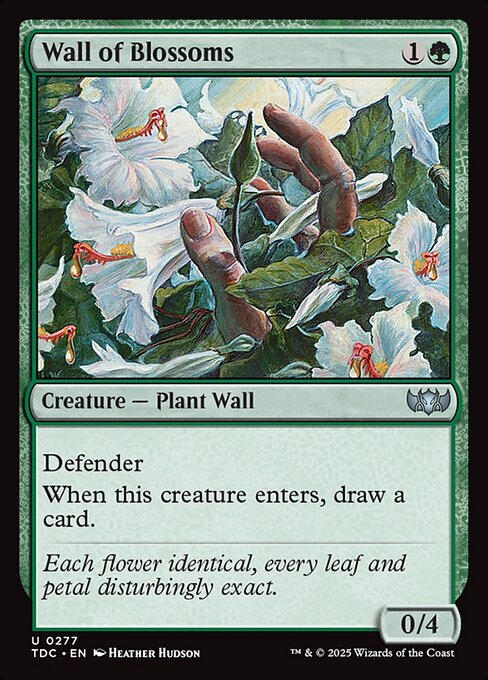 Wall of Blossoms 1
Creature — Plant Wall
Defender
When this creature enters, draw a
card.
Each flower identical, every leaf and
petal disturbingly exact.
0/4
U 0277
TDC • EN Heather Hudson
™ & © 2025 Wizards of the Coast